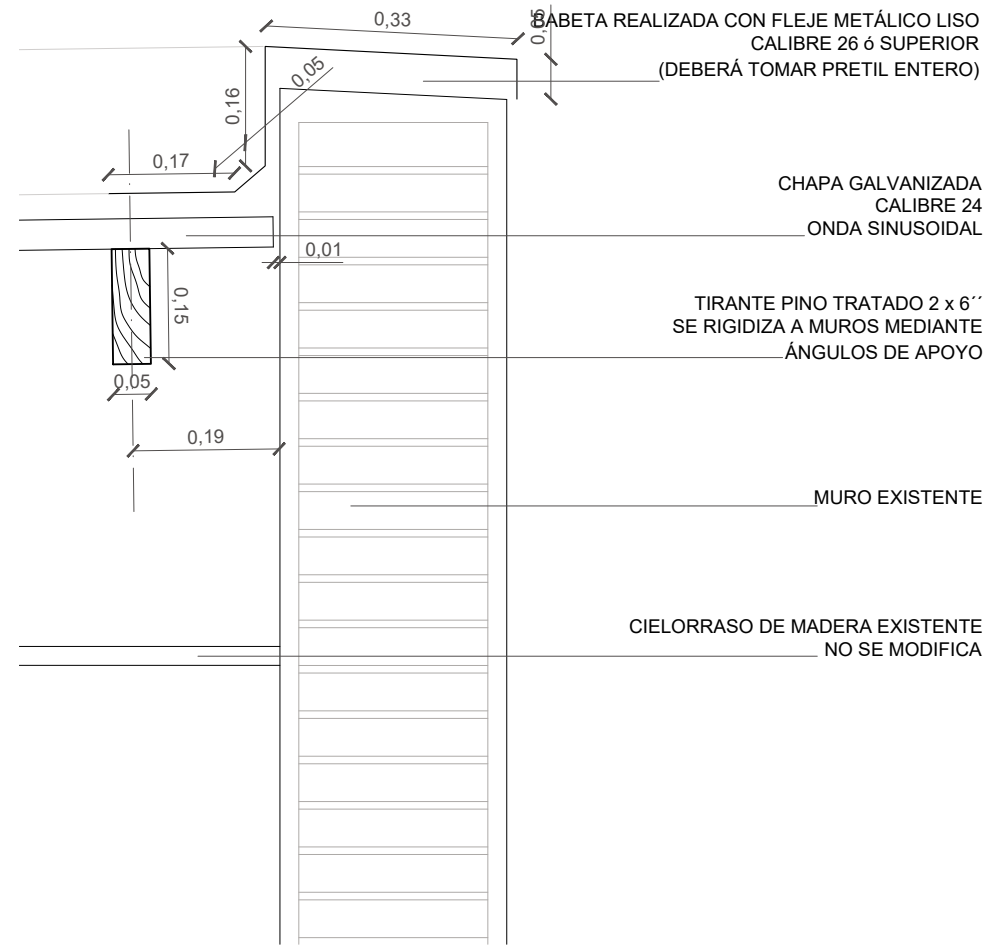 0,33
0,05
BABETA REALIZADA CON FLEJE METÁLICO LISO
CALIBRE 26 ó SUPERIOR
(DEBERÁ TOMAR PRETIL ENTERO)
0,05
0,16
0,17
CHAPA GALVANIZADA
CALIBRE 24
ONDA SINUSOIDAL
0,01
0,15
TIRANTE PINO TRATADO 2 x 6´´
SE RIGIDIZA A MUROS MEDIANTE
ÁNGULOS DE APOYO
0,05
0,19
MURO EXISTENTE
CIELORRASO DE MADERA EXISTENTE
NO SE MODIFICA